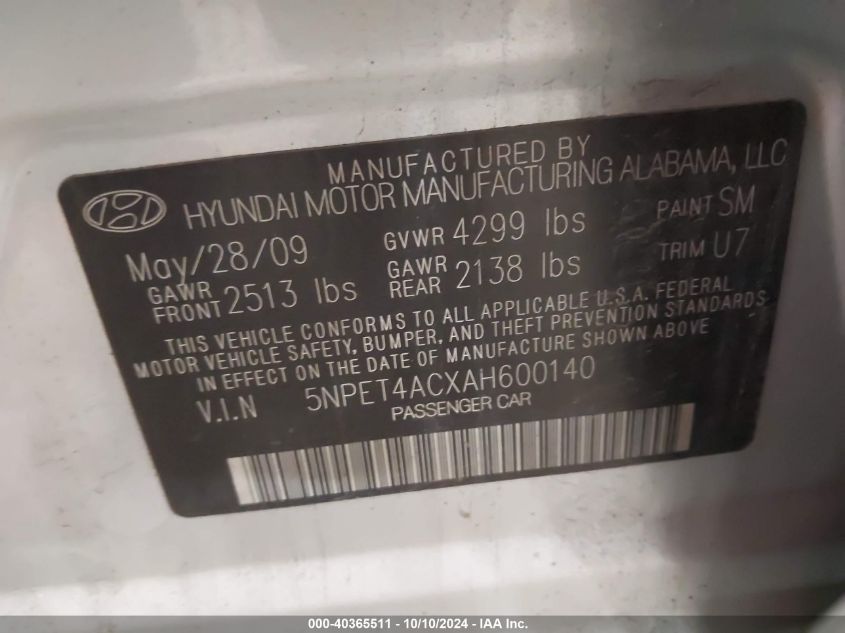 MANUFACTURED BY
HYUNDAI MOTOR MANUFACTURING ALABAMA, LLC
May/28/09 GVWR 4299 lbs PAINT SM
GAWR FRONT 2513 lbs GAWR REAR 2138 lbs TRIM U7
THIS VEHICLE CONFORMS TO ALL APPLICABLE U.S.A. FEDERAL
MOTOR VEHICLE SAFETY, BUMPER, AND THEFT PREVENTION STANDARDS
IN EFFECT ON THE DATE OF MANUFACTURE SHOWN ABOVE
V.I.N 5NPET4ACXAH600140
PASSENGER CAR
000-40365511 - 10/10/2024 - IAA Inc.